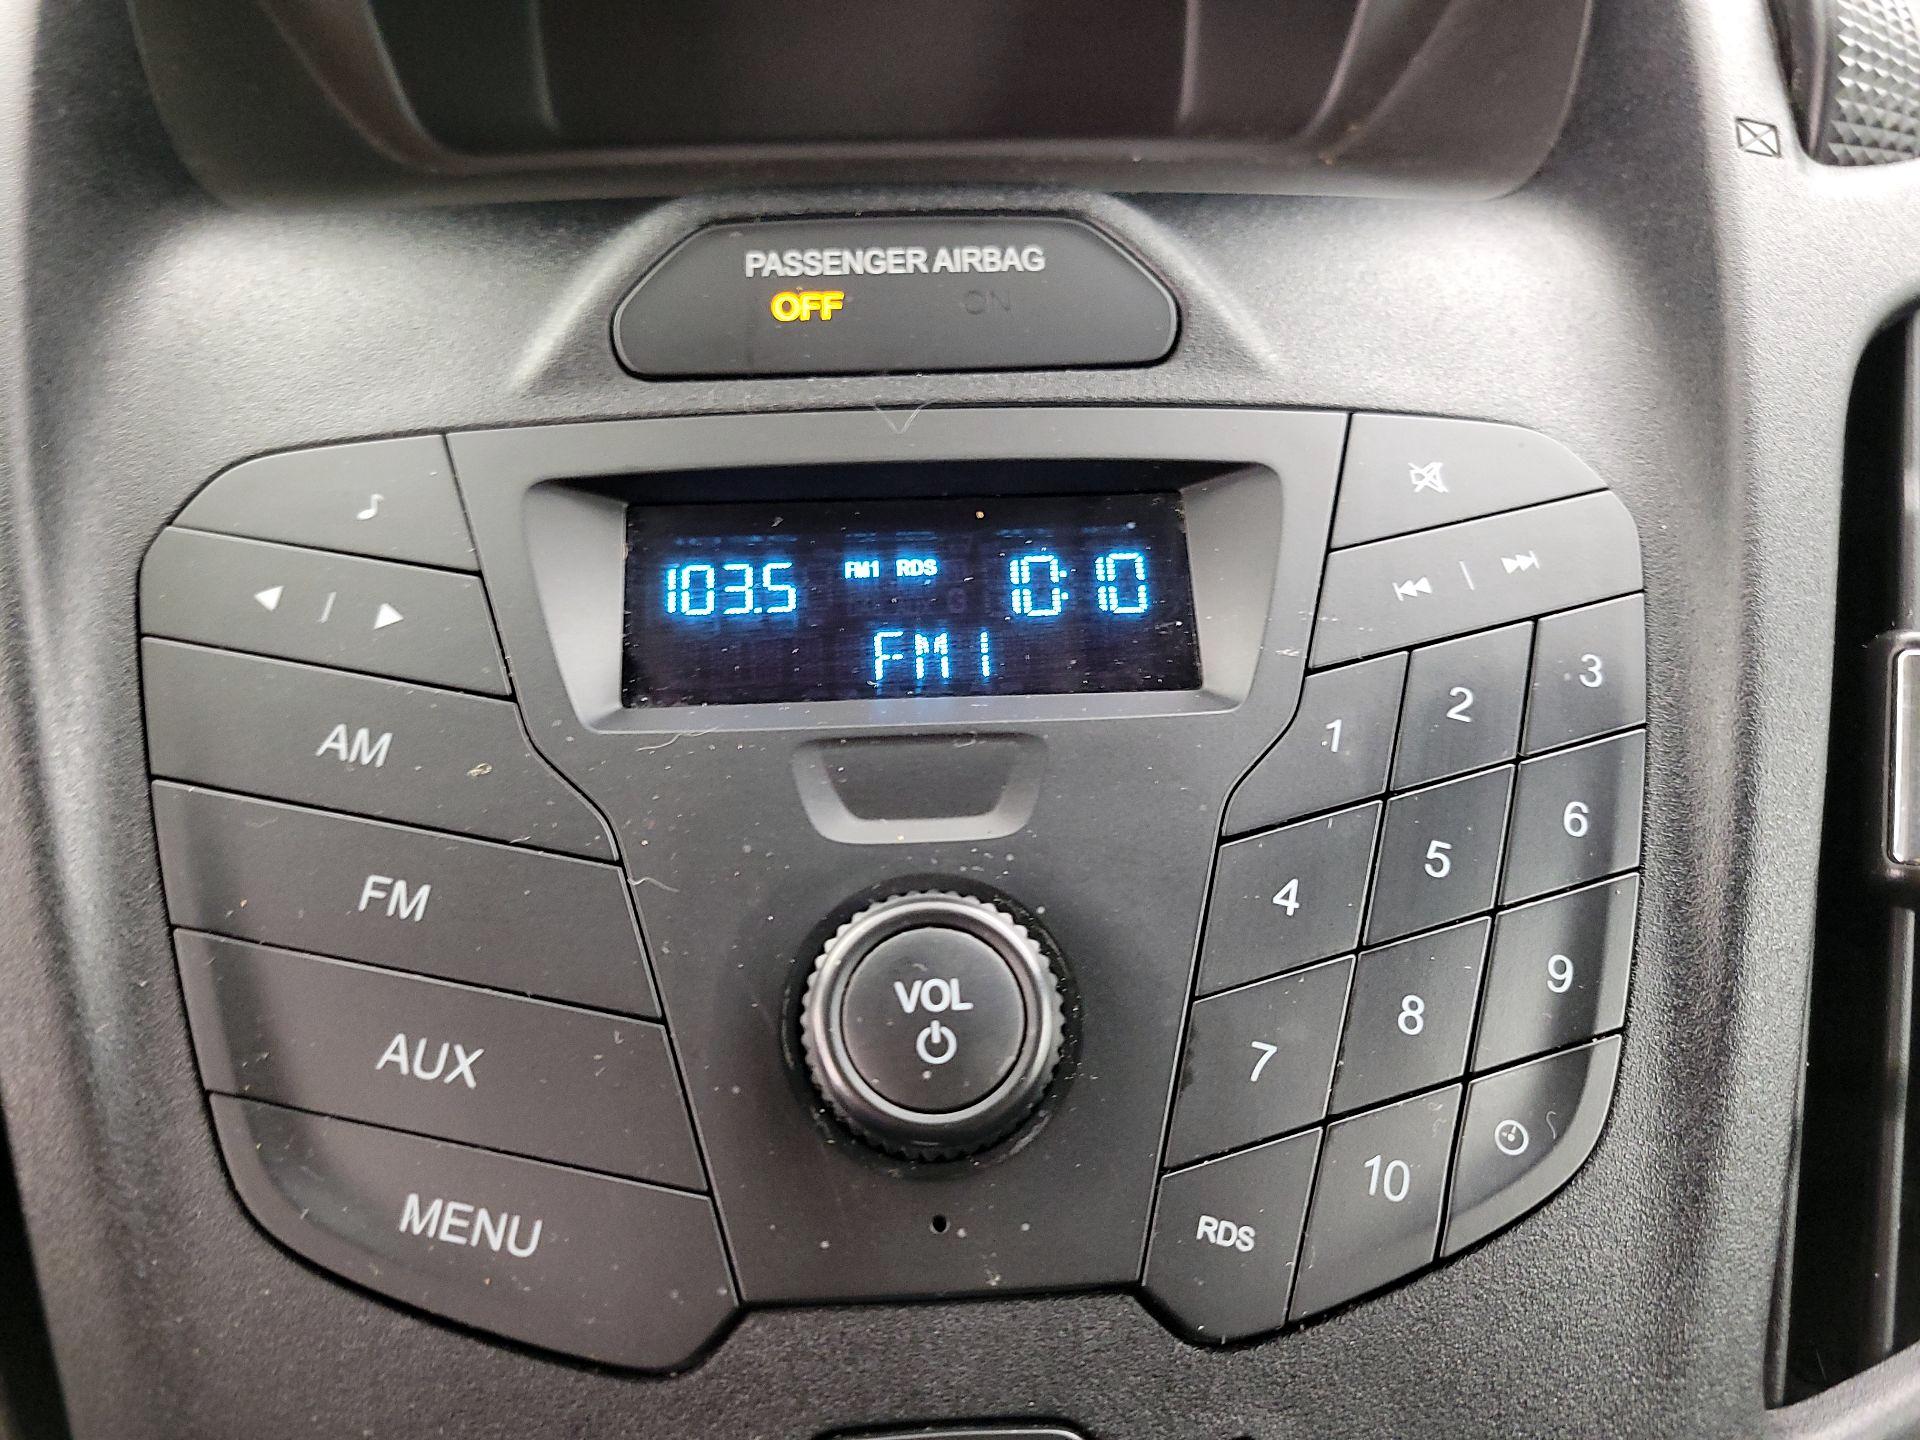 PASSENGER AIRBAG
OFF ON
103.5 FM1 RDS 10:10
FM1
AM
FM
AUX
MENU
VOL
1 2 3
4 5 6
7 8 9
RDS 10